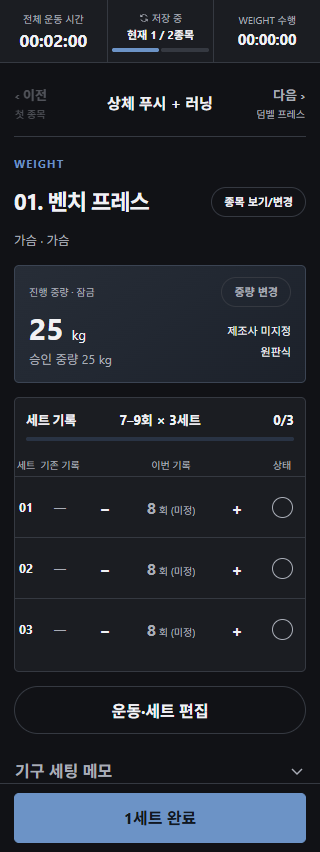 전체 운동 시간
00:02:00
저장 중
현재 1 / 2종목
WEIGHT 수행
00:00:00
‹ 이전
첫 종목
상체 푸시 + 러닝
다음 ›
덤벨 프레스
WEIGHT
01. 벤치 프레스
종목 보기/변경
가슴 · 가슴
진행 중량 · 잠금
중량 변경
25 kg
제조사 미지정
승인 중량 25 kg
원판식
세트 기록 7–9회 × 3세트 0/3
세트 기존 기록 이번 기록 상태
01 — − 8 회 (미정) +
02 — − 8 회 (미정) +
03 — − 8 회 (미정) +
운동·세트 편집
기구 세팅 메모
1세트 완료